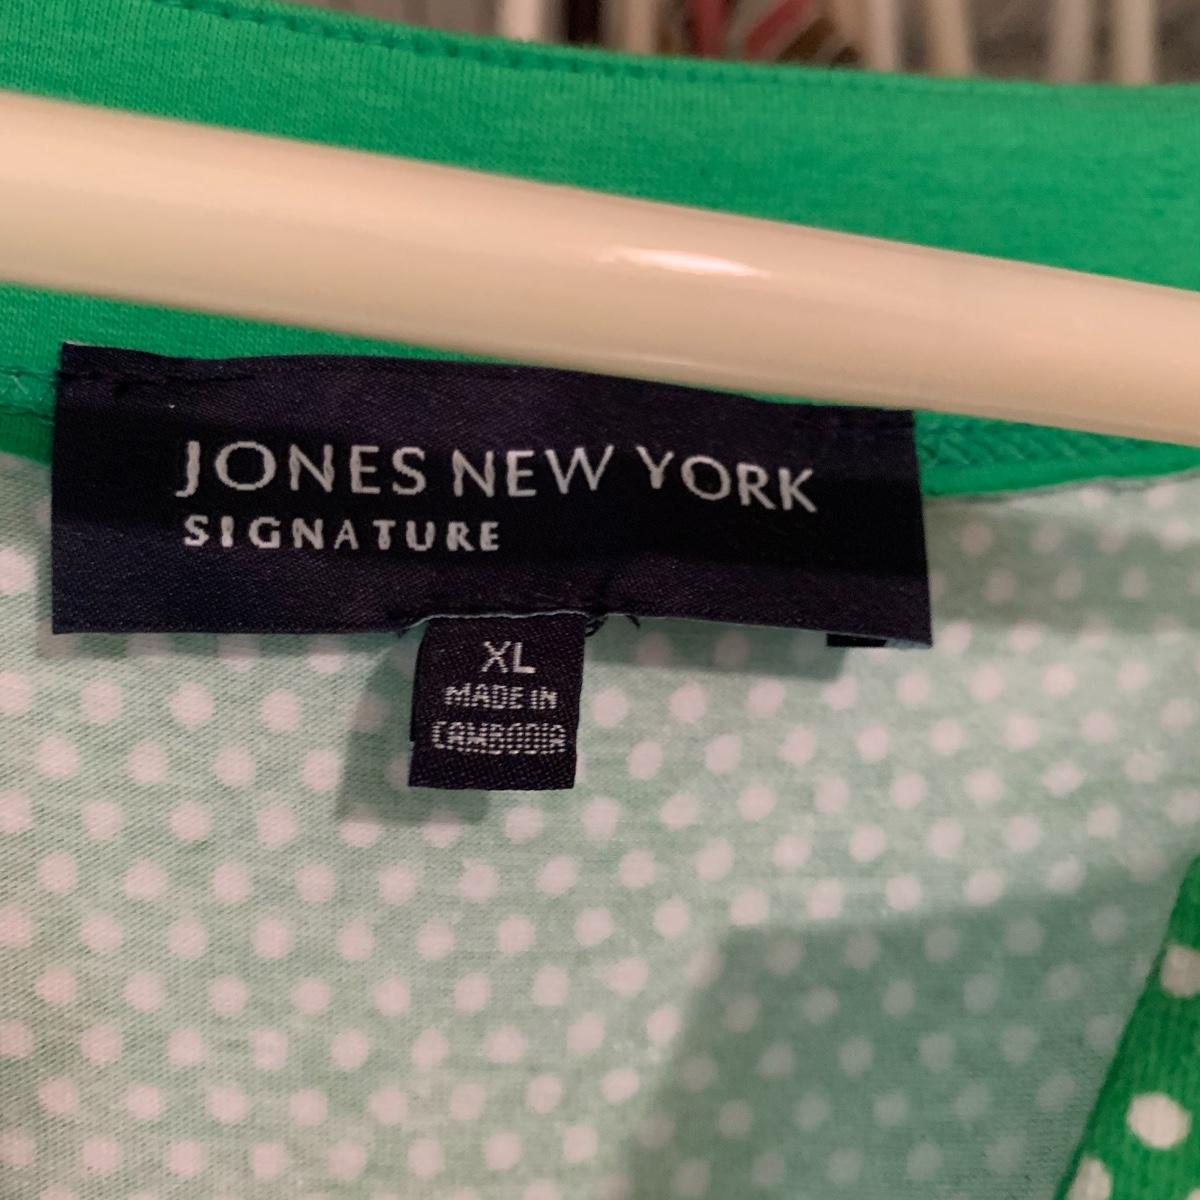 JONES NEW YORK
SIGNATURE
XL
MADE IN
CAMBODIA